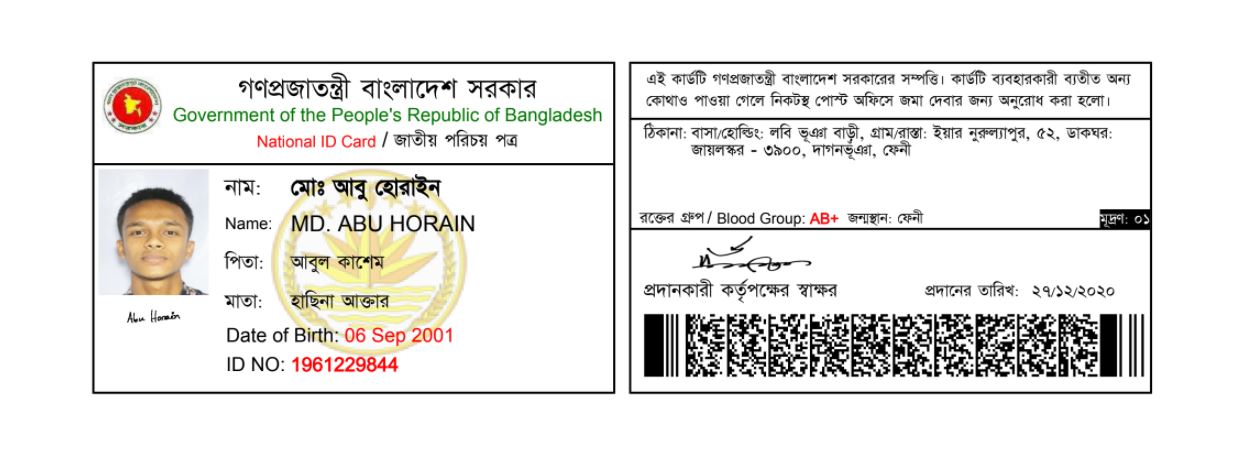 গণপ্রজাতন্ত্রী বাংলাদেশ সরকার
Government of the People's Republic of Bangladesh
National ID Card / জাতীয় পরিচয় পত্র
নাম: মোঃ আবু হোরাইন
Name: MD. ABU HORAIN
পিতা: আবুল কাশেম
মাতা: হাছিনা আক্তার
Abu Horain
Date of Birth: 06 Sep 2001
ID NO: 1961229844
এই কার্ডটি গণপ্রজাতন্ত্রী বাংলাদেশ সরকারের সম্পত্তি। কার্ডটি ব্যবহারকারী ব্যতীত অন্য
কোথাও পাওয়া গেলে নিকটস্থ পোস্ট অফিসে জমা দেবার জন্য অনুরোধ করা হলো।
ঠিকানা: বাসা/হোল্ডিং: লবি ভূঞা বাড়ী, গ্রাম/রাস্তা: ইয়ার নুরুল্যাপুর, ৫২, ডাকঘর:
জায়লস্কর - ৩৯০০, দাগনভূঁঞা, ফেনী
রক্তের গ্রুপ / Blood Group: AB+ জন্মস্থান: ফেনী
মূদ্রণ: ০১
প্রদানকারী কর্তৃপক্ষের স্বাক্ষর
প্রদানের তারিখ: ২৭/১২/২০২০